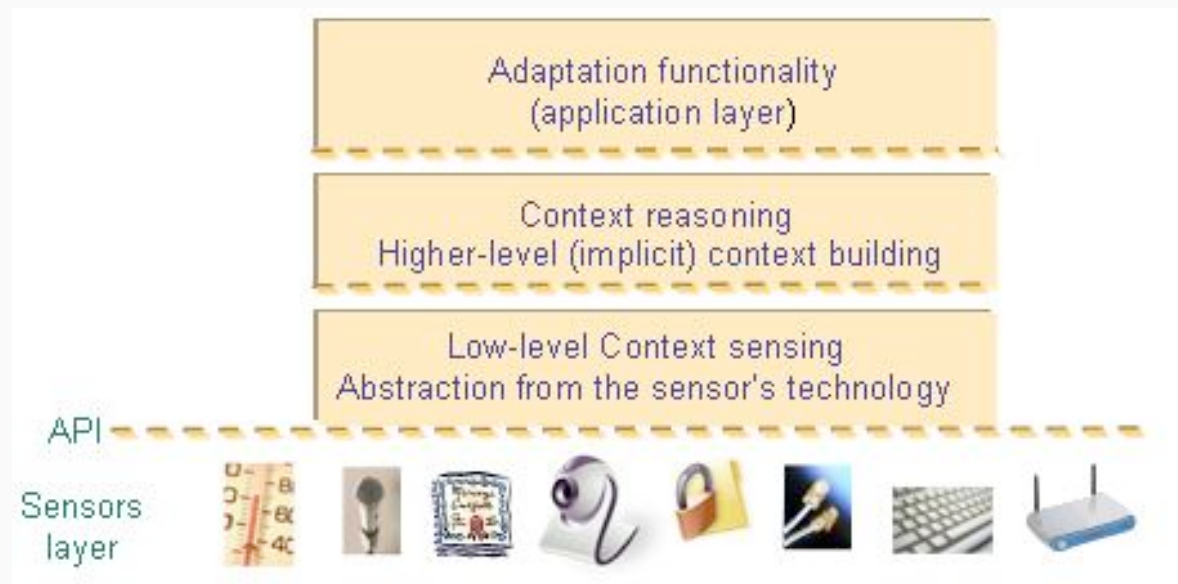 Adaptation functionality
(application layer)
Context reasoning
Higher-level (implicit) context building
Low-level Context sensing
Abstraction from the sensor's technology
API
Sensors
layer